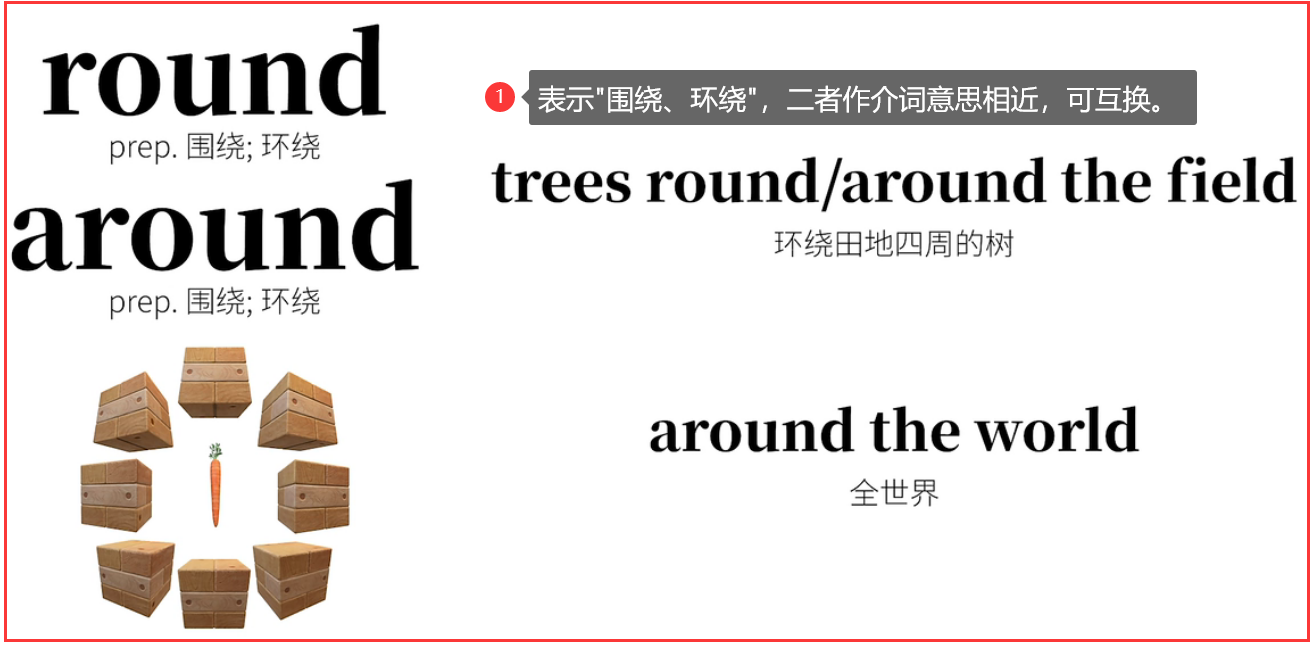 round
prep. 围绕; 环绕
around
prep. 围绕; 环绕
1 表示"围绕、环绕"，二者作介词意思相近，可互换。
trees round/around the field
环绕田地四周的树
around the world
全世界